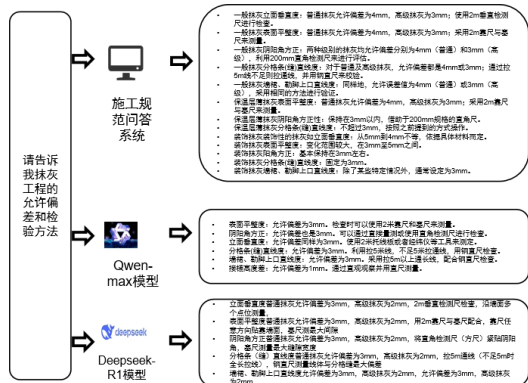 请告诉
我抹灰
工程的
允许偏
差和检
验方法
施工规
范问答
系统
一般抹灰立面垂直度：普通抹灰允许偏差为4mm，高级抹灰为3mm；使用2m垂直检测
尺进行检查。
一般抹灰表面平整度：普通抹灰允许偏差为4mm，高级抹灰为3mm；采用2m靠尺与塞
尺来测量。
一般抹灰阴阳角方正：两种级别的抹灰均允许偏差分别为4mm（普通）和3mm（高
级），利用200mm直角检测尺来进行评估。
一般抹灰分格条(缝)直线度：对于普通及高级抹灰，允许偏差都是4mm或3mm；通过拉
5m线不足则拉通线，并用钢直尺来校验。
一般抹灰墙裙、勒脚上口直线度：同样地，允许误差值为4mm（普通）或3mm（高
级），采用相同的方法进行验证。
保温层薄抹灰表面平整度：普通抹灰允许偏差为4mm，高级抹灰为3mm；采用2m靠尺
与塞尺来测量。
保温层薄抹灰阴阳角方正性：保持在3mm以内，借助于200mm规格的直角尺。
保温层薄抹灰分格条(缝)直线度：不超过3mm，按照之前提到的方式操作。
装饰抹灰装饰性的抹灰如立面垂直度：从5mm到4mm不等，依据具体材料而定。
装饰抹灰表面平整度：变化范围较大，在3mm至5mm之间。
装饰抹灰阳角方正：基本保持在3mm左右。
装饰抹灰分格条(缝)直线度：固定为3mm。
装饰抹灰墙裙、勒脚上口直线度：除了某些特定情况外，通常设定为3mm。
Qwen-
max模型
表面平整度：允许偏差为3mm。检查时可以使用2米靠尺和塞尺来测量。
阴阳角方正：允许偏差也是3mm。可以通过直接量测或使用直角检测尺进行检查。
立面垂直度：允许偏差同样为3mm。使用2米托线板或者经纬仪等工具来测定。
分格条(缝)直线度：允许偏差为3mm。利用拉5米线，不足5米拉通线，用钢直尺检查。
墙裙、勒脚上口直线度：允许偏差为3mm。采用拉5m以上通长线，配合钢直尺检查。
接槎高度差：允许偏差为1mm。通过直观观察并用直尺测量。
deepseek
Deepseek-
R1模型
立面垂直度普通抹灰允许偏差为3mm，高级抹灰为2mm，2m垂直检测尺检查，沿墙面多
个点位测量。
表面平整度普通抹灰允许偏差为3mm，高级抹灰为2mm，用2m靠尺与塞尺配合，靠尺任
意方向贴靠墙面，塞尺测最大间隙
阴阳角方正普通抹灰允许偏差为3mm，高级抹灰为2mm，将直角检测尺（方尺）紧贴阴阳
角，塞尺测量最大缝隙宽度
分格条（缝）直线度普通抹灰允许偏差为3mm，高级抹灰为2mm，拉5m通线（不足5m时
全长拉线），钢直尺测量线体与分格缝最大偏差
墙裙、勒脚上口直线度允许偏差为3mm，高级抹灰为2mm，允许偏差为3mm，高级抹灰
为2mm